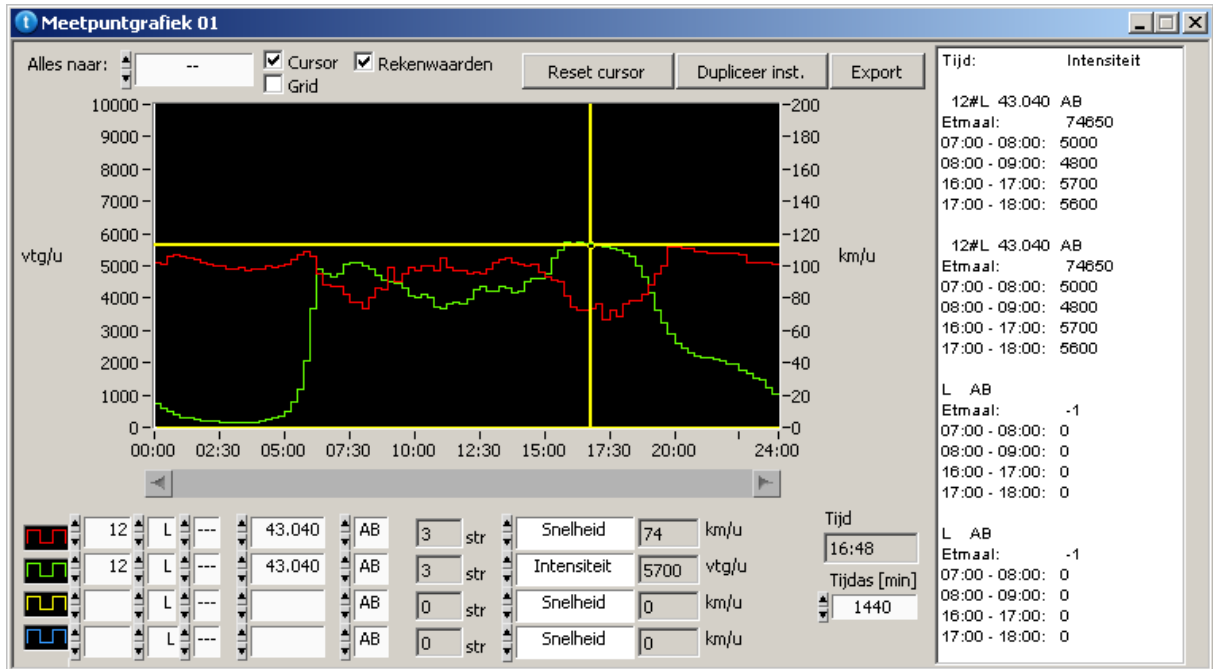 Meetpuntgrafiek 01
Alles naar: -- Cursor Rekenwaarden
Grid
Reset cursor Dupliceer inst. Export
10000 200
9000 180
8000 160
7000 140
6000 120
vtg/u km/u
5000 100
4000 80
3000 60
2000 40
1000 20
0 0
00:00 02:30 05:00 07:30 10:00 12:30 15:00 17:30 20:00 24:00
12 L --- 43.040 AB 3 str Snelheid 74 km/u
12 L --- 43.040 AB 3 str Intensiteit 5700 vtg/u
L --- AB 0 str Snelheid 0 km/u
L --- AB 0 str Snelheid 0 km/u
Tijd
16:48
Tijdas [min]
1440
Tijd: Intensiteit
12#L 43.040 AB
Etmaal: 74650
07:00 - 08:00: 5000
08:00 - 09:00: 4800
16:00 - 17:00: 5700
17:00 - 18:00: 5600
12#L 43.040 AB
Etmaal: 74650
07:00 - 08:00: 5000
08:00 - 09:00: 4800
16:00 - 17:00: 5700
17:00 - 18:00: 5600
L AB
Etmaal: -1
07:00 - 08:00: 0
08:00 - 09:00: 0
16:00 - 17:00: 0
17:00 - 18:00: 0
L AB
Etmaal: -1
07:00 - 08:00: 0
08:00 - 09:00: 0
16:00 - 17:00: 0
17:00 - 18:00: 0